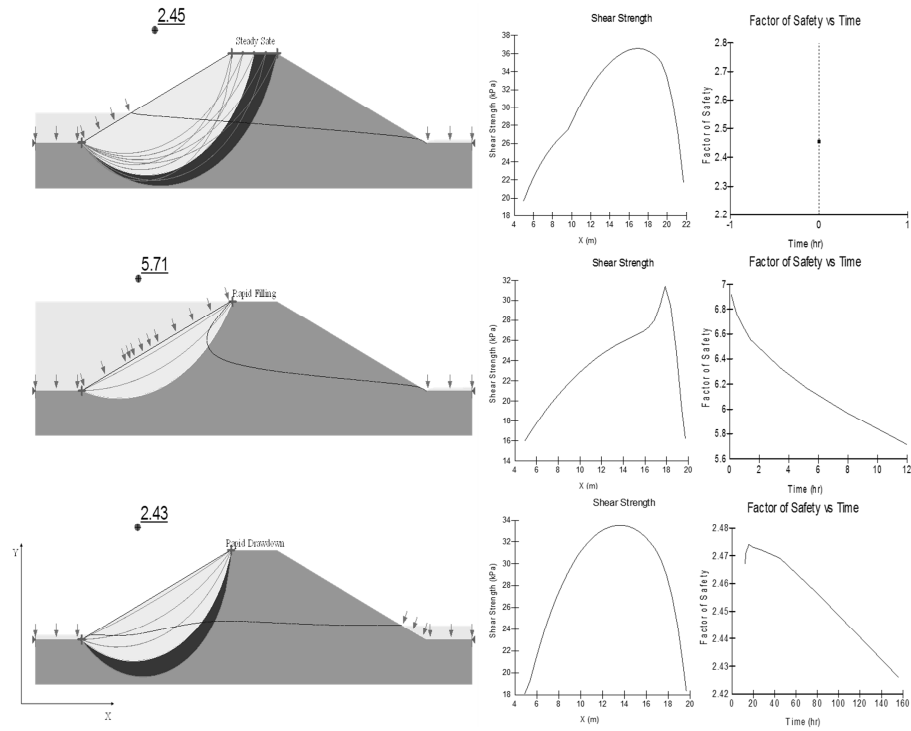 2.45
Steady Sate
Shear Strength
Shear Strength (kPa)
38
36
34
32
30
28
26
24
22
20
18
4 6 8 10 12 14 16 18 20 22
X (m)
Factor of Safety vs Time
Factor of Safety
2.8
2.7
2.6
2.5
2.4
2.3
2.2
-1 0 1
Time (hr)
5.71
Rapid Filling
Shear Strength
Shear Strength (kPa)
32
30
28
26
24
22
20
18
16
14
4 6 8 10 12 14 16 18 20
X (m)
Factor of Safety vs Time
Factor of Safety
7
6.8
6.6
6.4
6.2
6
5.8
5.6
0 2 4 6 8 10 12
Time (hr)
2.43
Rapid Drawdown
Y
X
Shear Strength
Shear Strength (kPa)
34
32
30
28
26
24
22
20
18
4 6 8 10 12 14 16 18 20
X (m)
Factor of Safety vs Time
Factor of Safety
2.48
2.47
2.46
2.45
2.44
2.43
2.42
0 20 40 60 80 100 120 140 160
Time (hr)